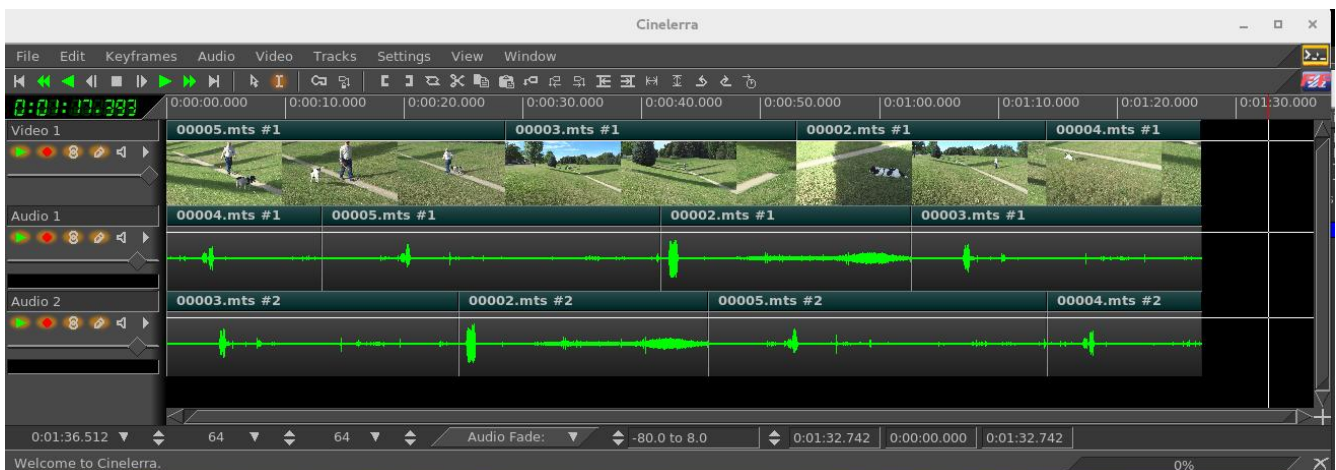 Cinelerra
File Edit Keyframes Audio Video Tracks Settings View Window
0:01:17.393 0:00:00.000 0:00:10.000 0:00:20.000 0:00:30.000 0:00:40.000 0:00:50.000 0:01:00.000 0:01:10.000 0:01:20.000 0:01:30.000
Video 1 00005.mts #1 00003.mts #1 00002.mts #1 00004.mts #1
Audio 1 00004.mts #1 00005.mts #1 00002.mts #1 00003.mts #1
Audio 2 00003.mts #2 00002.mts #2 00005.mts #2 00004.mts #2
0:01:36.512 64 64 Audio Fade: -80.0 to 8.0 0:01:32.742 0:00:00.000 0:01:32.742
Welcome to Cinelerra. 0%